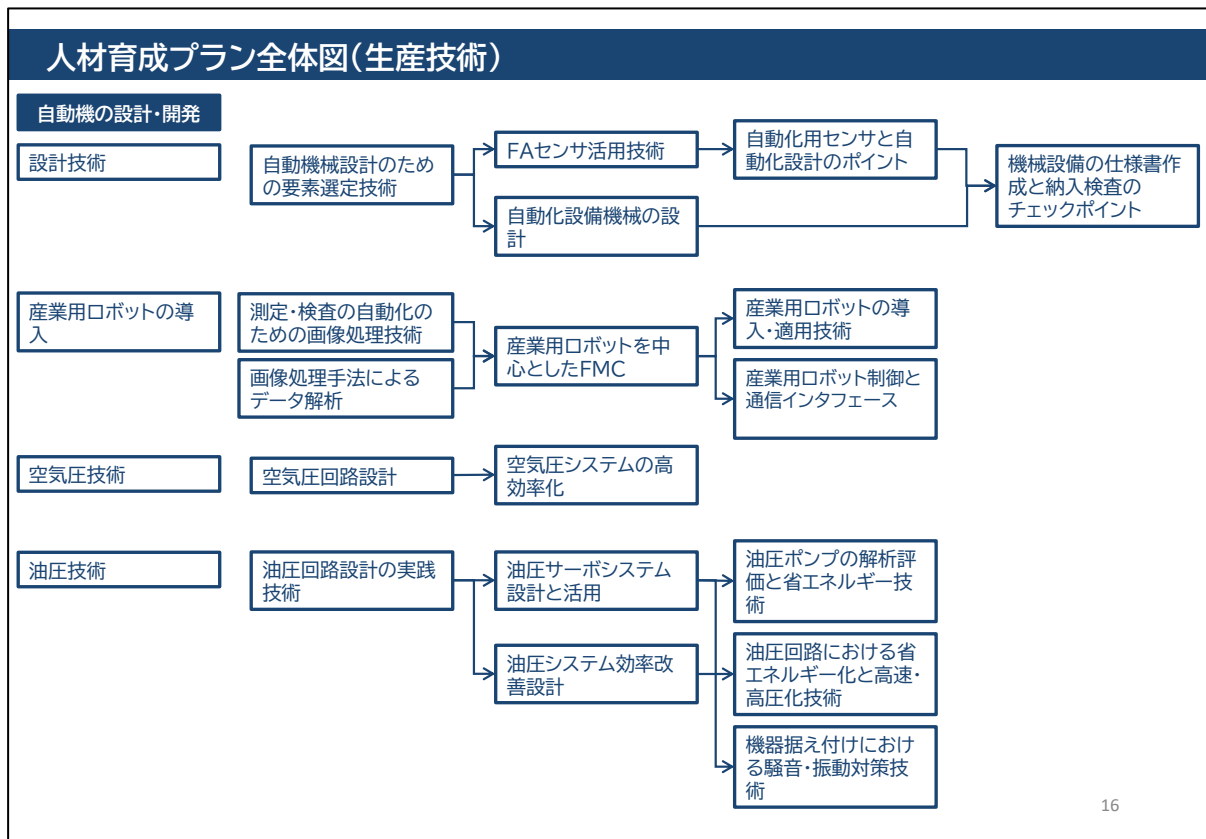 人材育成プラン全体図(生産技術)
自動機の設計・開発
設計技術
自動機械設計のため
の要素選定技術
FAセンサ活用技術
自動化用センサと自
動化設計のポイント
機械設備の仕様書作
成と納入検査の
チェックポイント
自動化設備機械の設
計
産業用ロボットの導
入
測定・検査の自動化の
ための画像処理技術
画像処理手法による
データ解析
産業用ロボットを中
心としたFMC
産業用ロボットの導
入・適用技術
産業用ロボット制御と
通信インタフェース
空気圧技術
空気圧回路設計
空気圧システムの高
効率化
油圧技術
油圧回路設計の実践
技術
油圧サーボシステム
設計と活用
油圧システム効率改
善設計
油圧ポンプの解析評
価と省エネルギー技
術
油圧回路における省
エネルギー化と高速・
高圧化技術
機器据え付けにおけ
る騒音・振動対策技
術
16